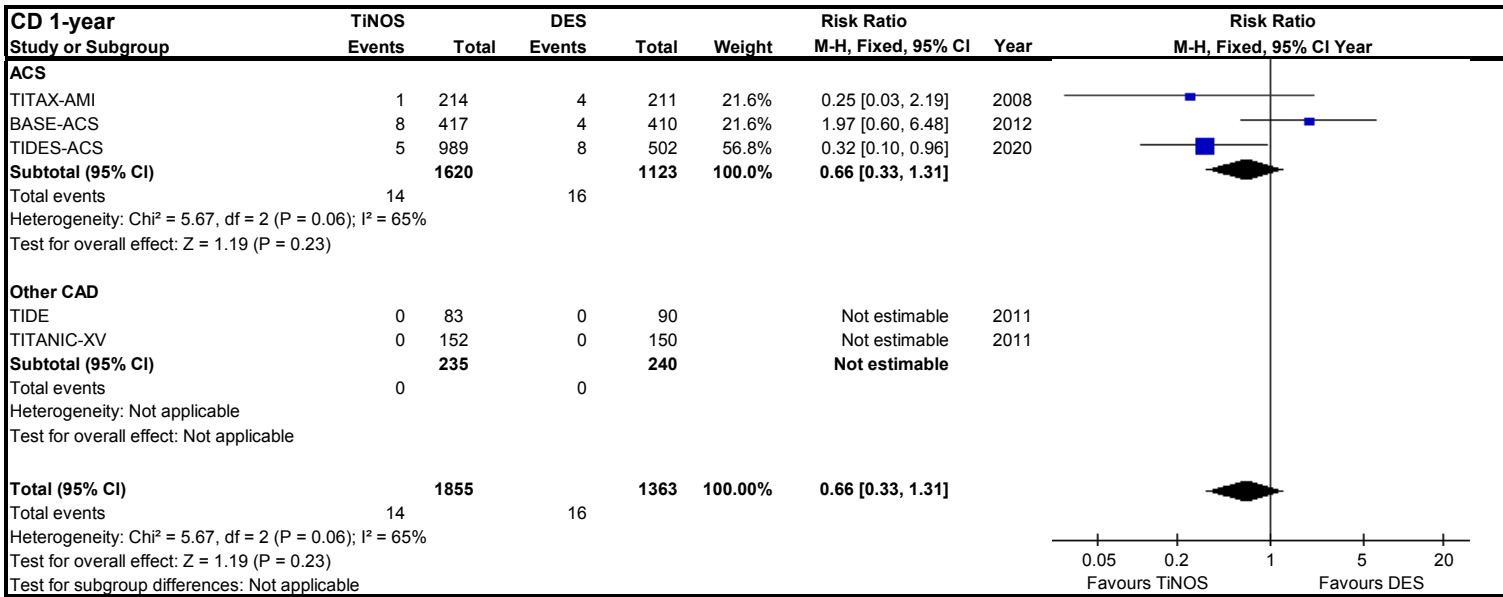 CD 1-year TiNOS DES Risk Ratio Risk Ratio
Study or Subgroup Events Total Events Total Weight M-H, Fixed, 95% CI Year M-H, Fixed, 95% CI Year
ACS
TITAX-AMI 1 214 4 211 21.6% 0.25 [0.03, 2.19] 2008
BASE-ACS 8 417 4 410 21.6% 1.97 [0.60, 6.48] 2012
TIDES-ACS 5 989 8 502 56.8% 0.32 [0.10, 0.96] 2020
Subtotal (95% CI) 1620 1123 100.0% 0.66 [0.33, 1.31]
Total events 14 16
Heterogeneity: Chi² = 5.67, df = 2 (P = 0.06); I² = 65%
Test for overall effect: Z = 1.19 (P = 0.23)
Other CAD
TIDE 0 83 0 90 Not estimable 2011
TITANIC-XV 0 152 0 150 Not estimable 2011
Subtotal (95% CI) 235 240 Not estimable
Total events 0 0
Heterogeneity: Not applicable
Test for overall effect: Not applicable
Total (95% CI) 1855 1363 100.00% 0.66 [0.33, 1.31]
Total events 14 16
Heterogeneity: Chi² = 5.67, df = 2 (P = 0.06); I² = 65%
Test for overall effect: Z = 1.19 (P = 0.23) 0.05 0.2 1 5 20
Test for subgroup differences: Not applicable Favours TiNOS Favours DES